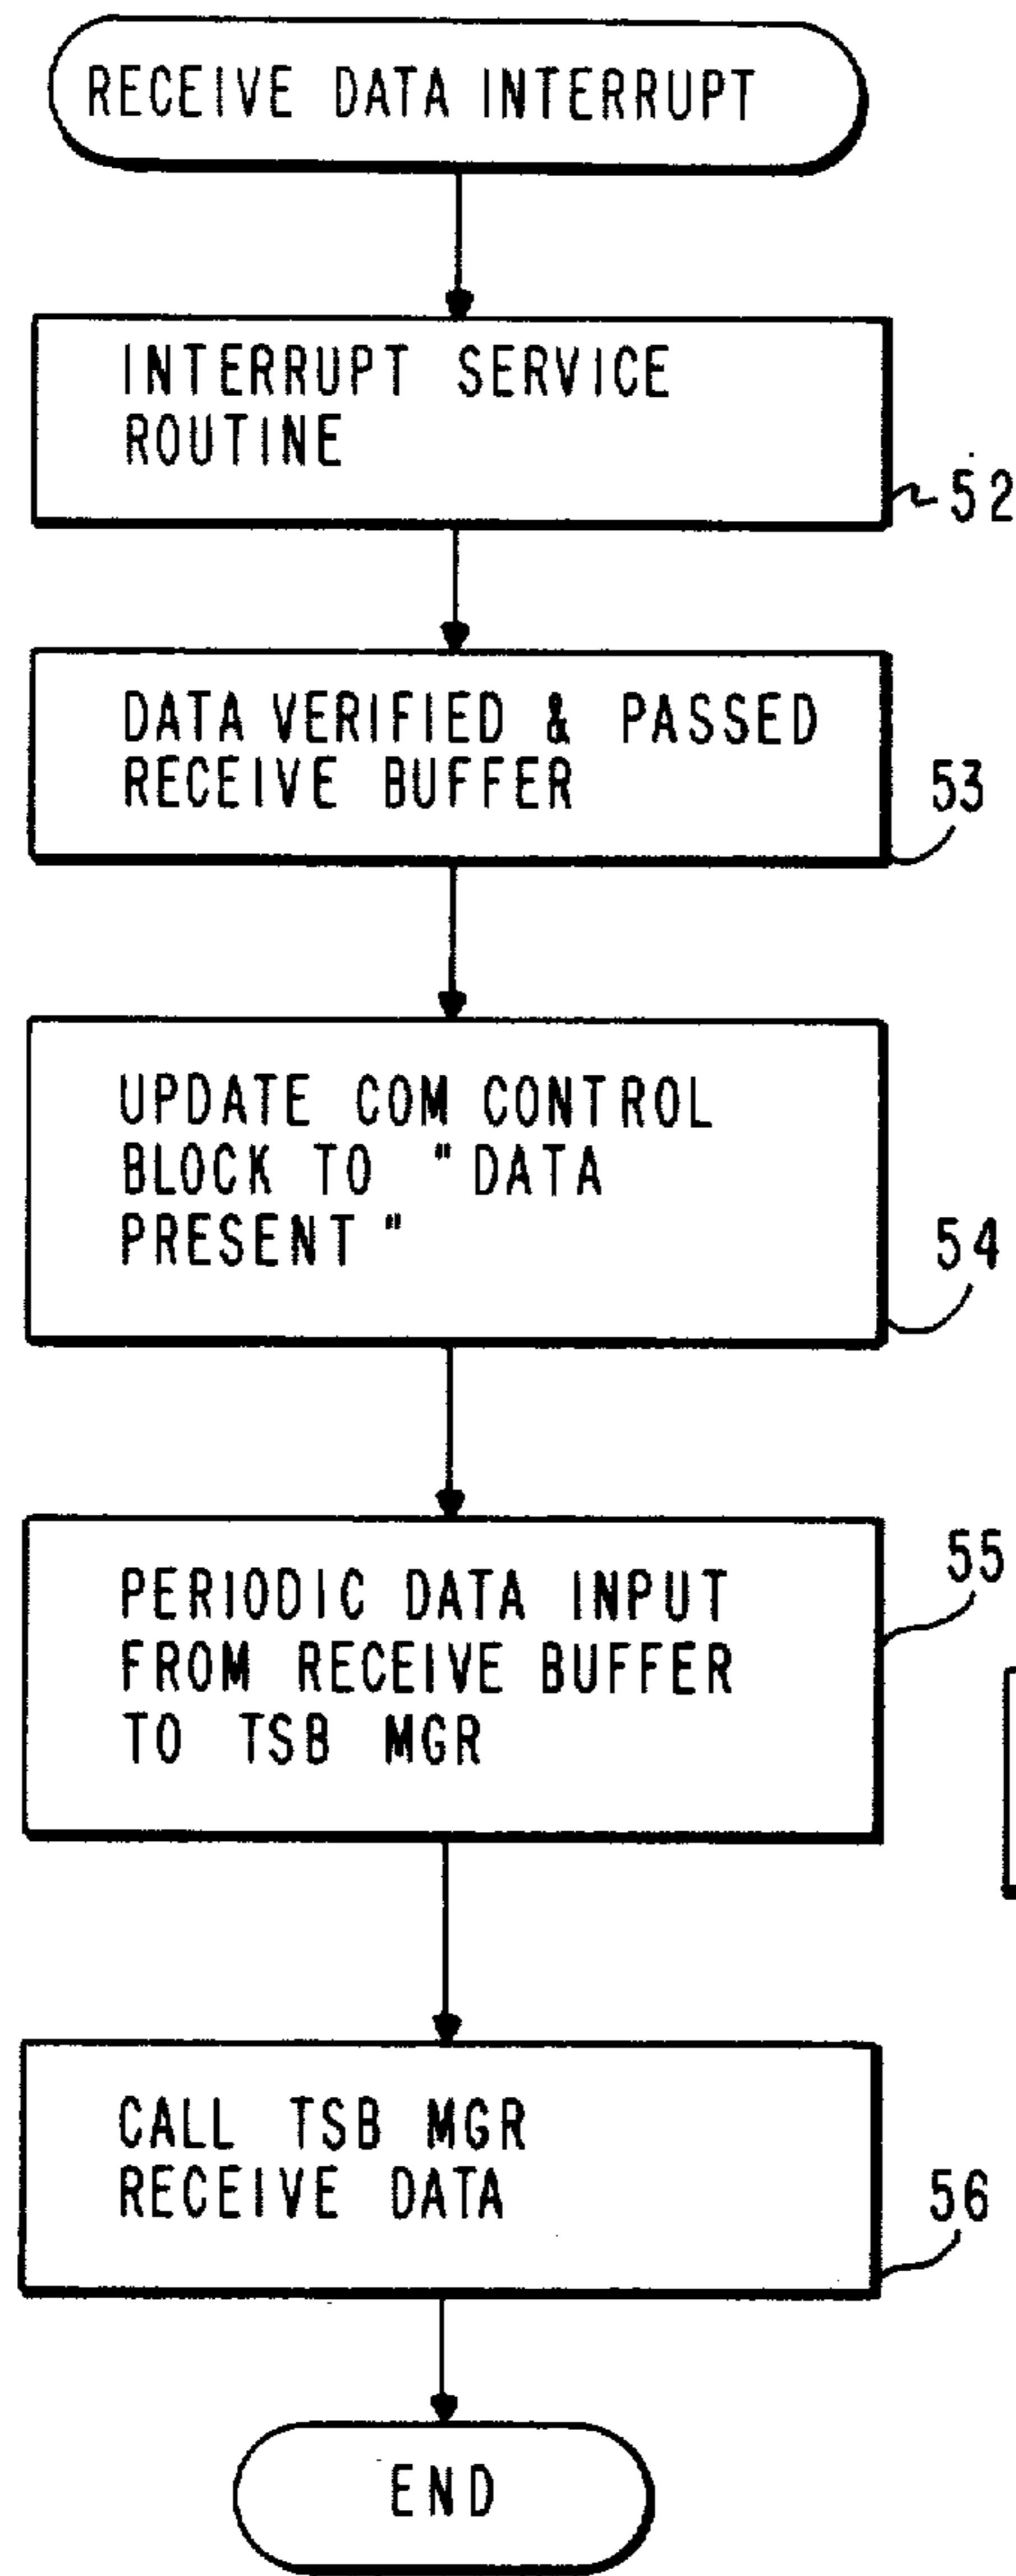 RECEIVE DATA INTERRUPT
INTERRUPT SERVICE
ROUTINE
52
DATA VERIFIED & PASSED
RECEIVE BUFFER
53
UPDATE COM CONTROL
BLOCK TO "DATA
PRESENT"
54
PERIODIC DATA INPUT
FROM RECEIVE BUFFER
TO TSB MGR
55
CALL TSB MGR
RECEIVE DATA
56
END